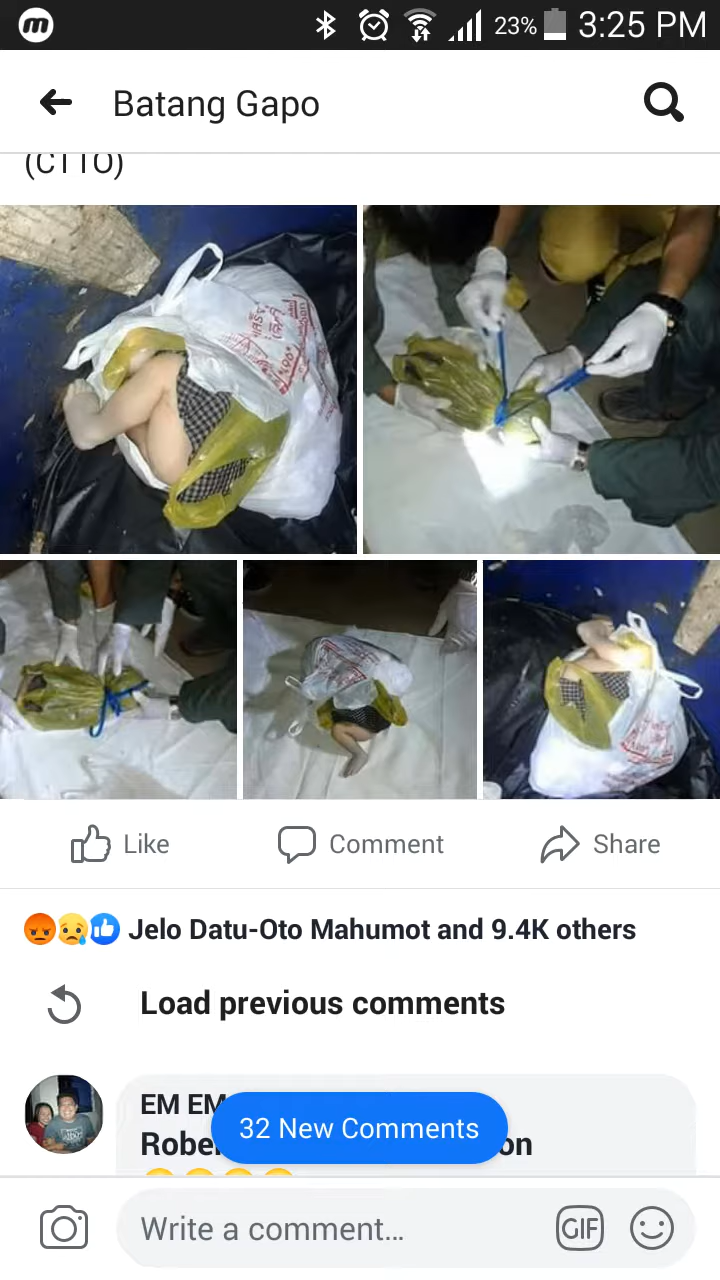 23% 3:25 PM
Batang Gapo
(CTTO)
Like
Comment
Share
Jelo Datu-Oto Mahumot and 9.4K others
Load previous comments
EM EM
32 New Comments
Write a comment...
GIF